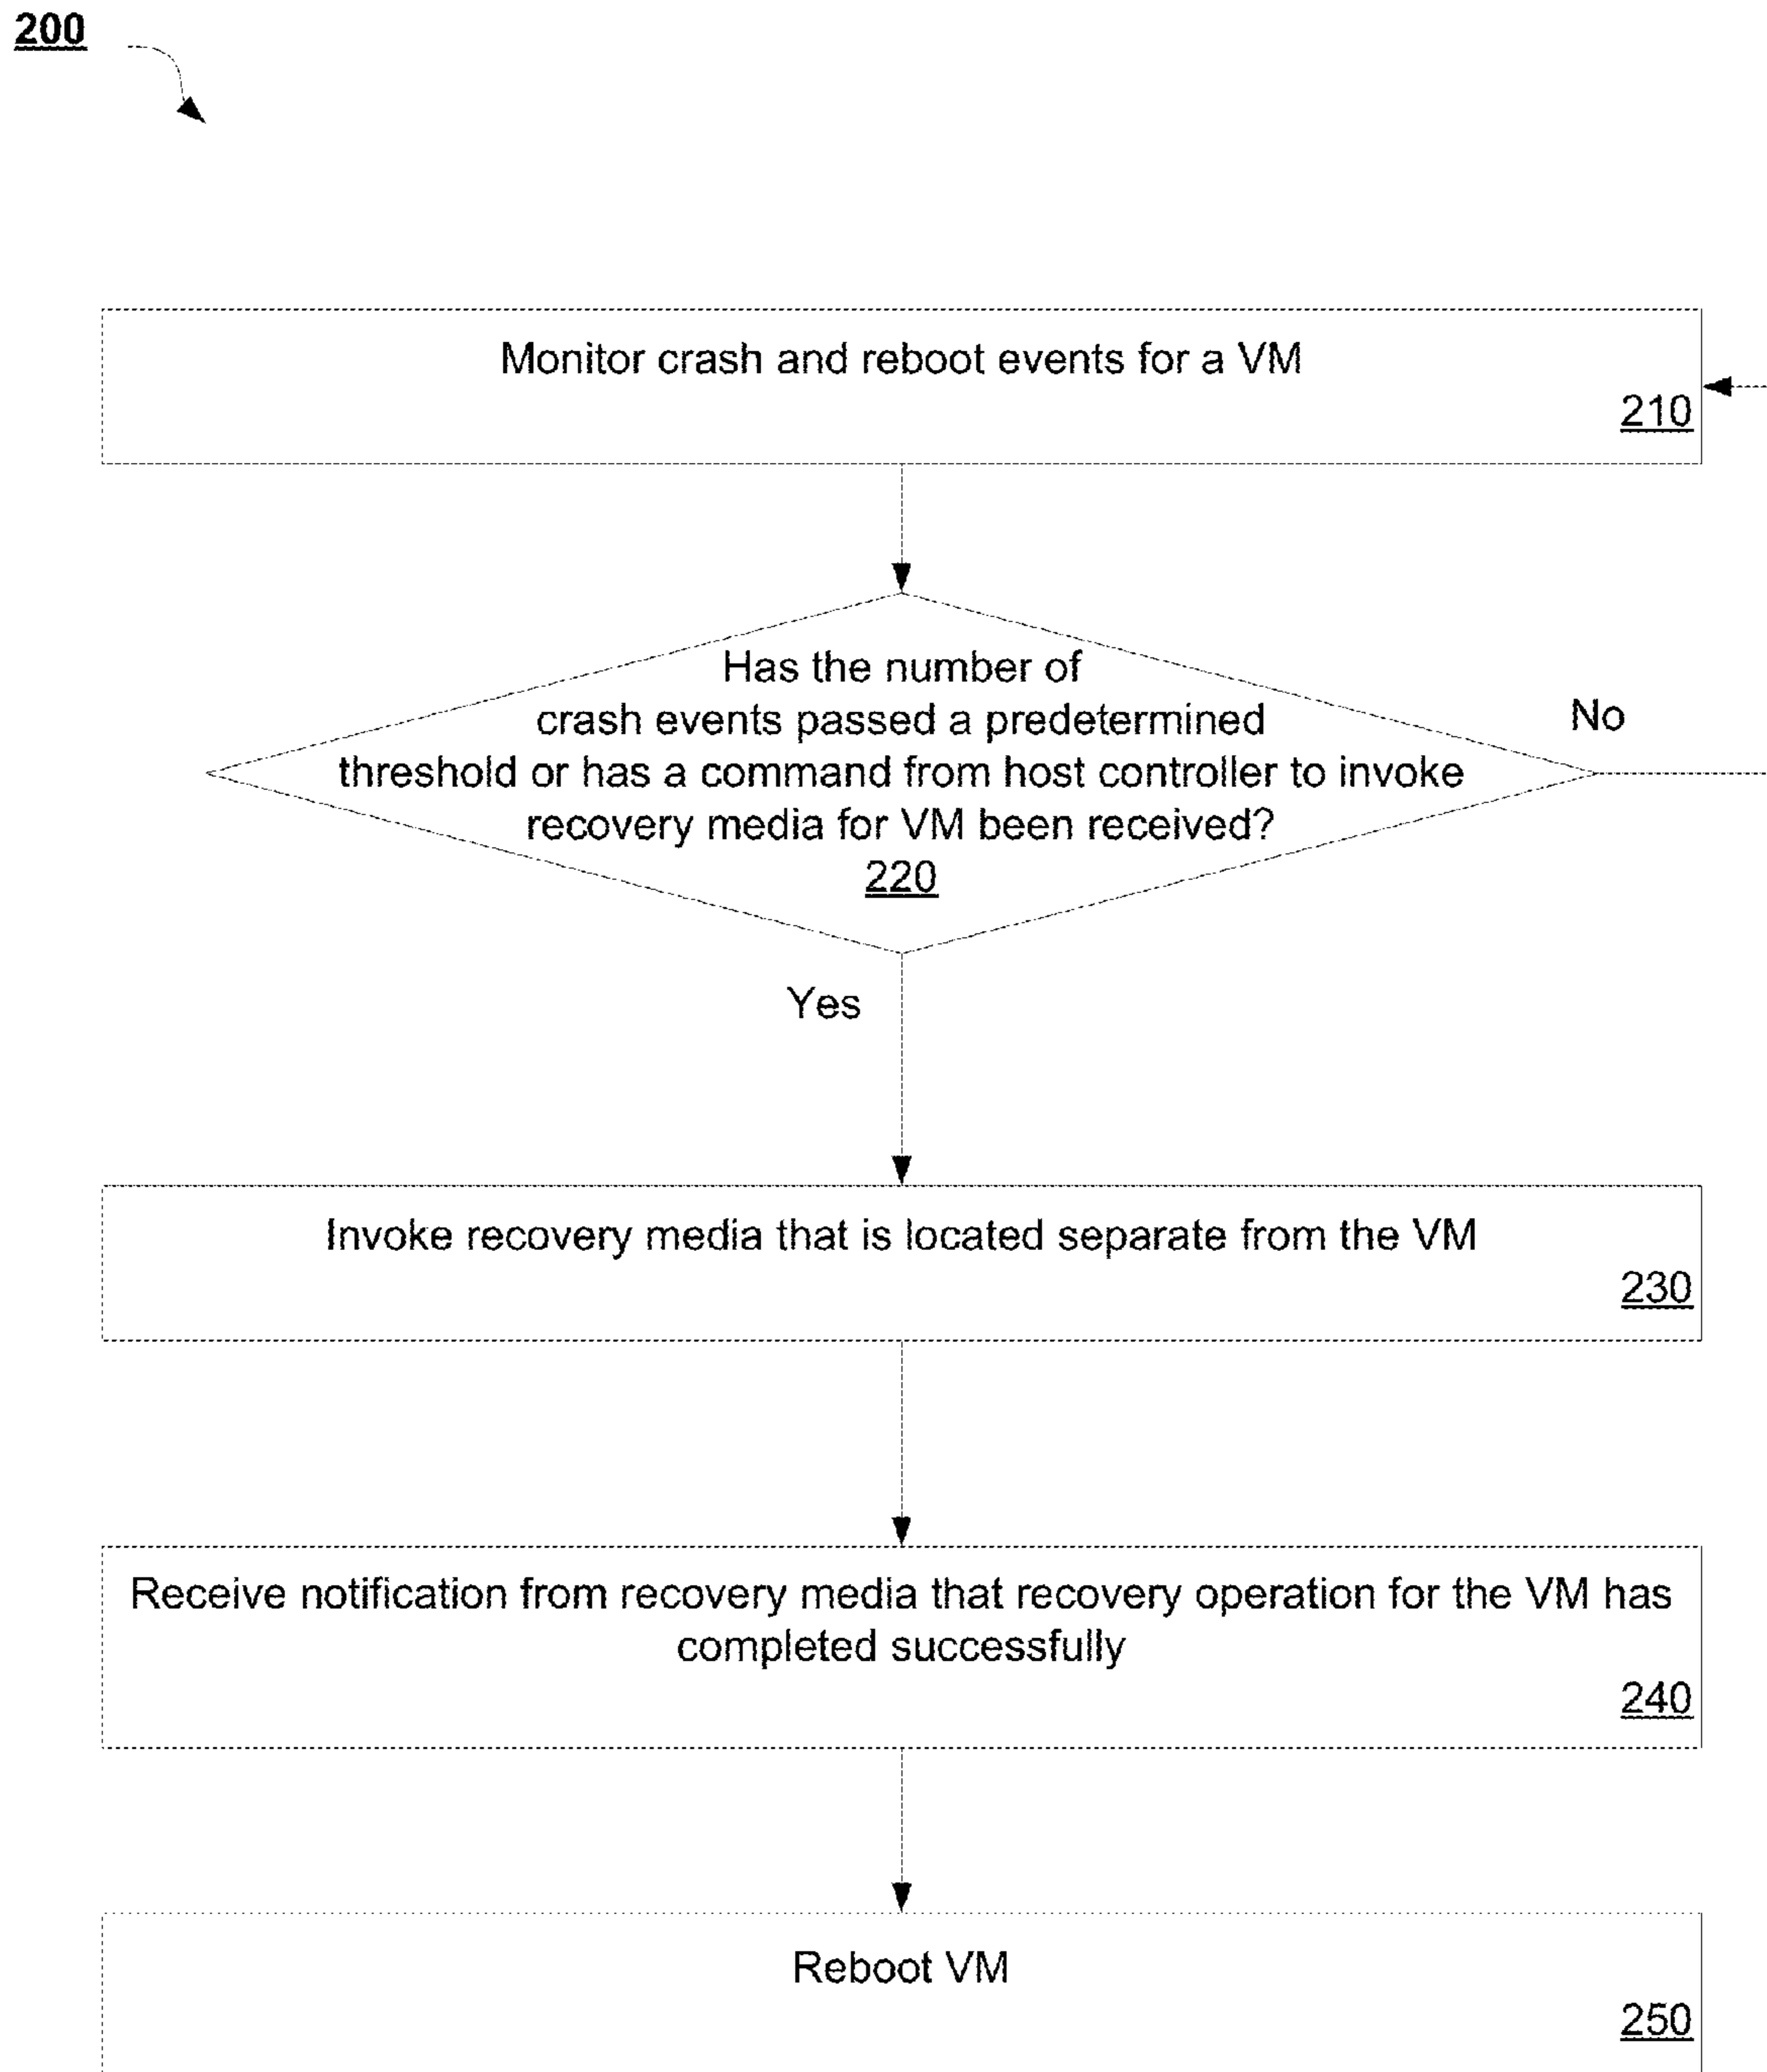 200
Monitor crash and reboot events for a VM
210
Has the number of
crash events passed a predetermined
threshold or has a command from host controller to invoke
recovery media for VM been received?
220
No
Yes
Invoke recovery media that is located separate from the VM
230
Receive notification from recovery media that recovery operation for the VM has
completed successfully
240
Reboot VM
250